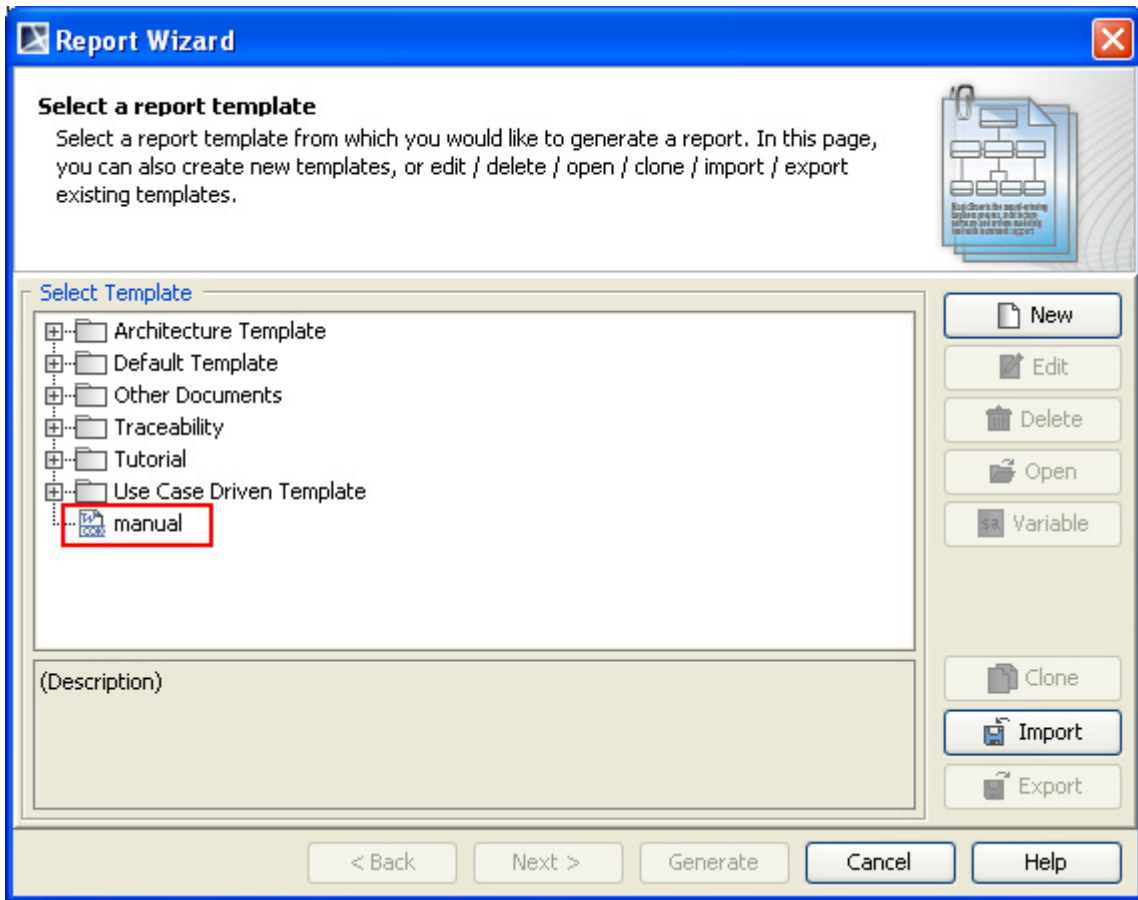 Report Wizard
Select a report template
Select a report template from which you would like to generate a report. In this page,
you can also create new templates, or edit / delete / open / clone / import / export
existing templates.
Select Template
Architecture Template
Default Template
Other Documents
Traceability
Tutorial
Use Case Driven Template
manual
(Description)
New
Edit
Delete
Open
Variable
Clone
Import
Export
< Back
Next >
Generate
Cancel
Help